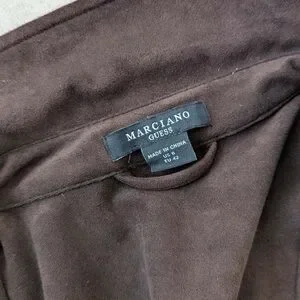 MARCIANO
GUESS
MADE IN CHINA
US 6
EU 42